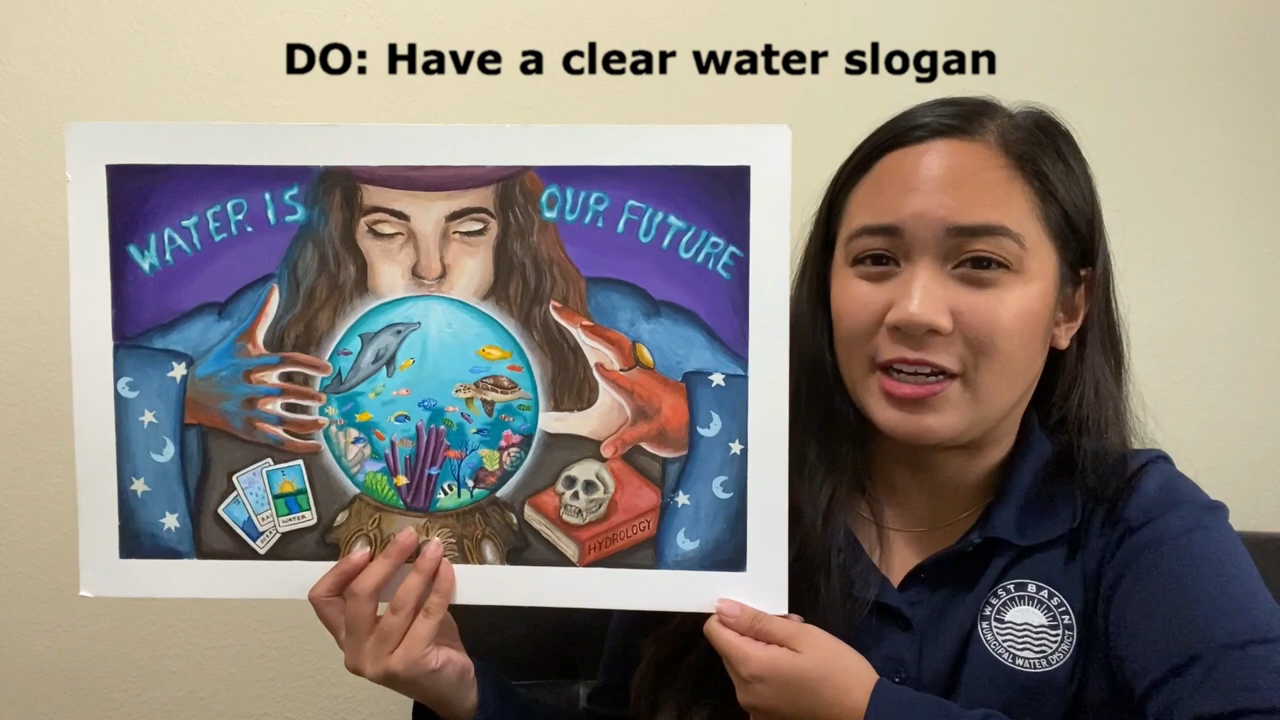 DO: Have a clear water slogan
WATER IS OUR FUTURE
WATER
HYDROLOGY
WEST BASIN
MUNICIPAL WATER DISTRICT